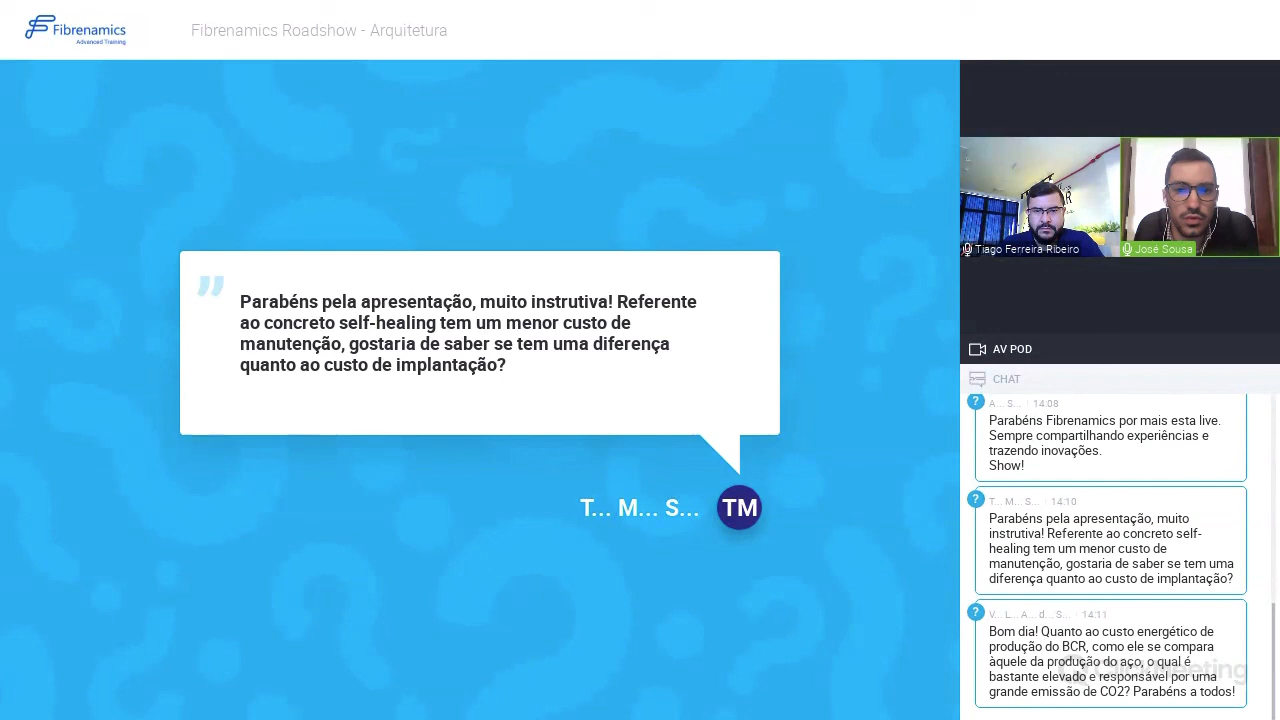 Fibrenamics
Advanced Training
Fibrenamics Roadshow - Arquitetura
Parabéns pela apresentação, muito instrutiva! Referente
ao concreto self-healing tem um menor custo de
manutenção, gostaria de saber se tem uma diferença
quanto ao custo de implantação?
T... M... S...
TM
Tiago Ferreira Ribeiro
José Sousa
AV POD
CHAT
?
A... S... 14:08
Parabéns Fibrenamics por mais esta live.
Sempre compartilhando experiências e
trazendo inovações.
Show!
?
T... M... S... 14:10
Parabéns pela apresentação, muito
instrutiva! Referente ao concreto self-
healing tem um menor custo de
manutenção, gostaria de saber se tem uma
diferença quanto ao custo de implantação?
?
V... L... A... d... S... 14:11
Bom dia! Quanto ao custo energético de
produção do BCR, como ele se compara
àquele da produção do aço, o qual é
bastante elevado e responsável por uma
grande emissão de CO2? Parabéns a todos!